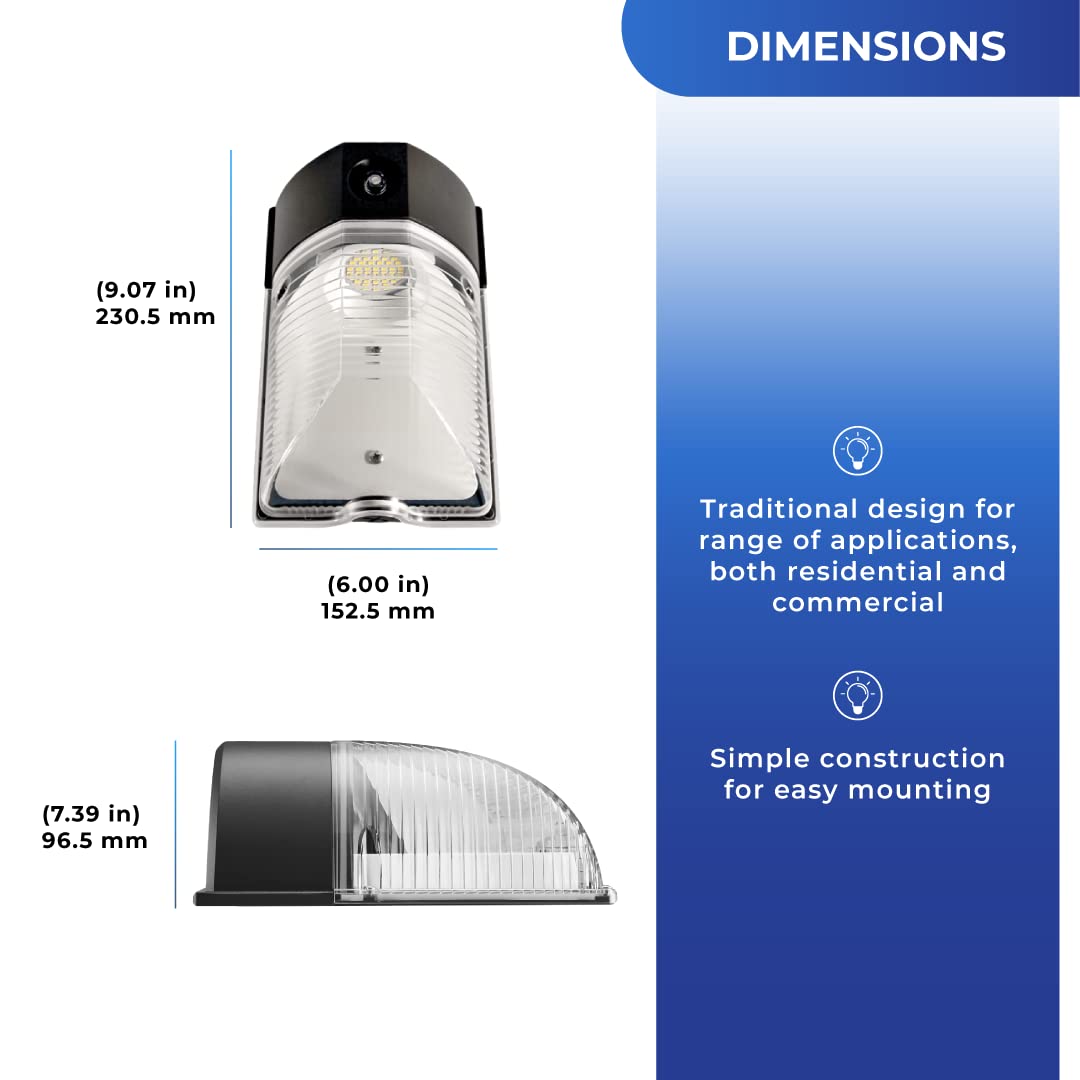 DIMENSIONS
(9.07 in)
230.5 mm
(6.00 in)
152.5 mm
(7.39 in)
96.5 mm
Traditional design for
range of applications,
both residential and
commercial
Simple construction
for easy mounting